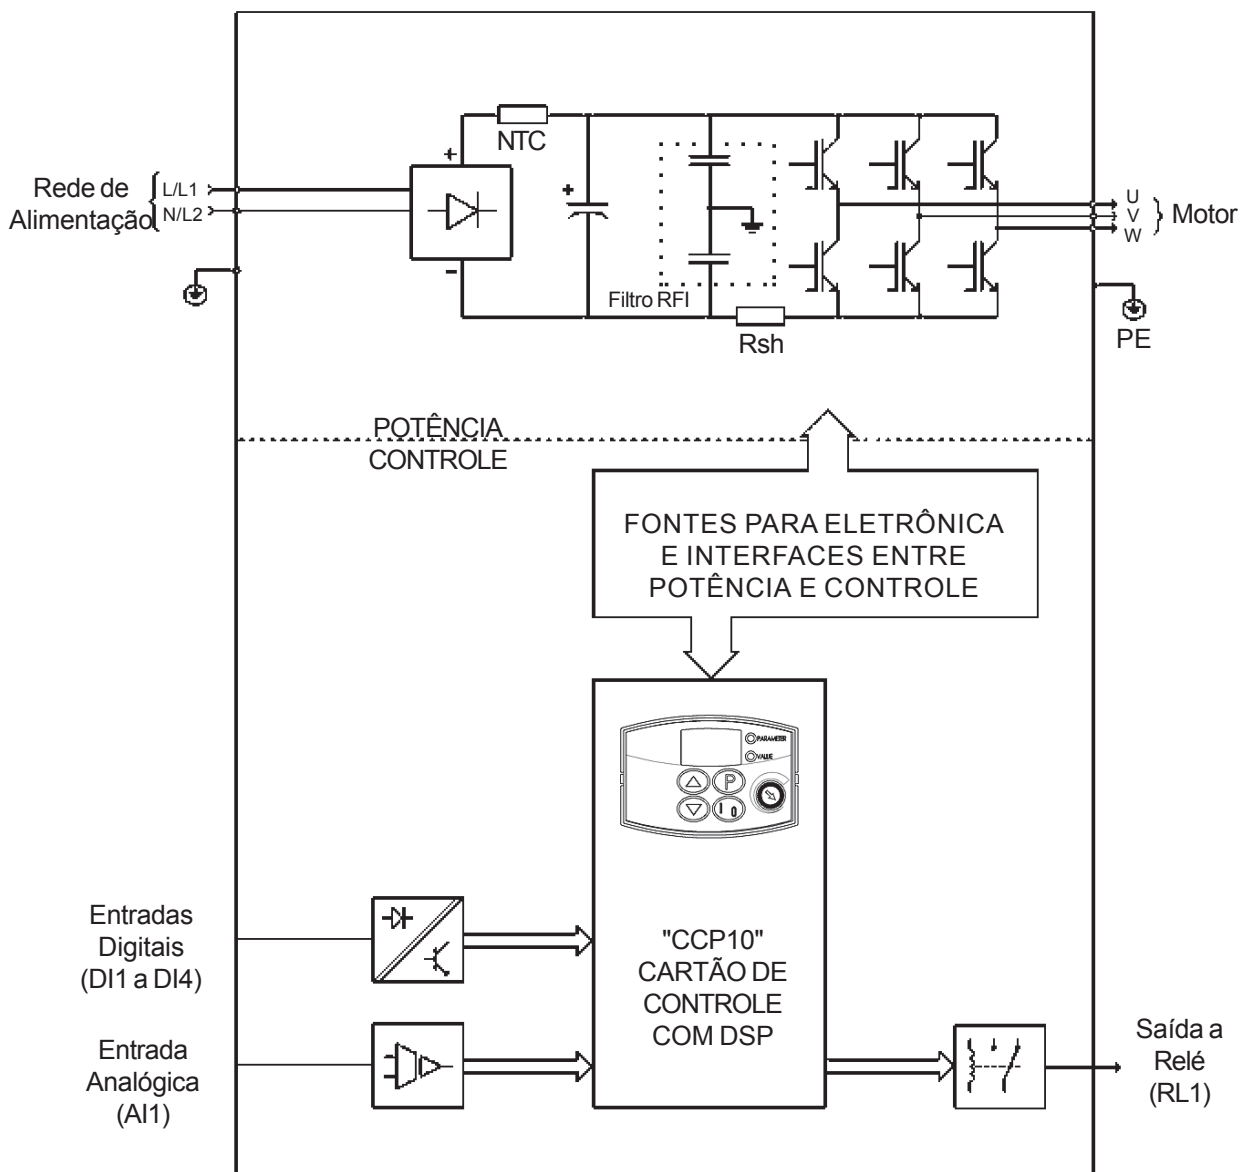 NTC
+
Rede de
Alimentação
L/L1
N/L2
+
-
Filtro RFI
Rsh
U
V
W
Motor
PE
POTÊNCIA
CONTROLE
FONTES PARA ELETRÔNICA
E INTERFACES ENTRE
POTÊNCIA E CONTROLE
PARAMETER
VALUE
P
I 0
Entradas
Digitais
(DI1 a DI4)
"CCP10"
CARTÃO DE
CONTROLE
COM DSP
Entrada
Analógica
(AI1)
Saída a
Relé
(RL1)